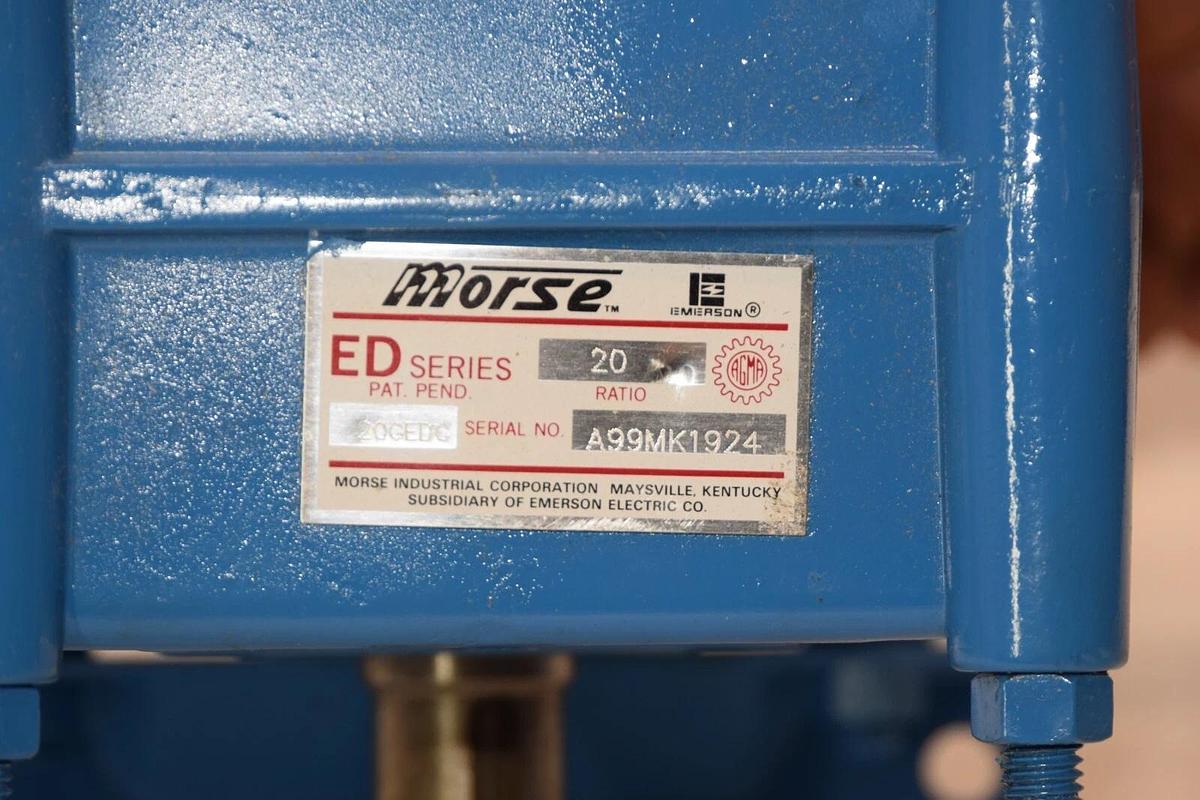 morse™ EMERSON®
ED SERIES 20 AGMA
PAT. PEND. RATIO
20GEDC SERIAL NO. A99MK1924
MORSE INDUSTRIAL CORPORATION MAYSVILLE, KENTUCKY
SUBSIDIARY OF EMERSON ELECTRIC CO.